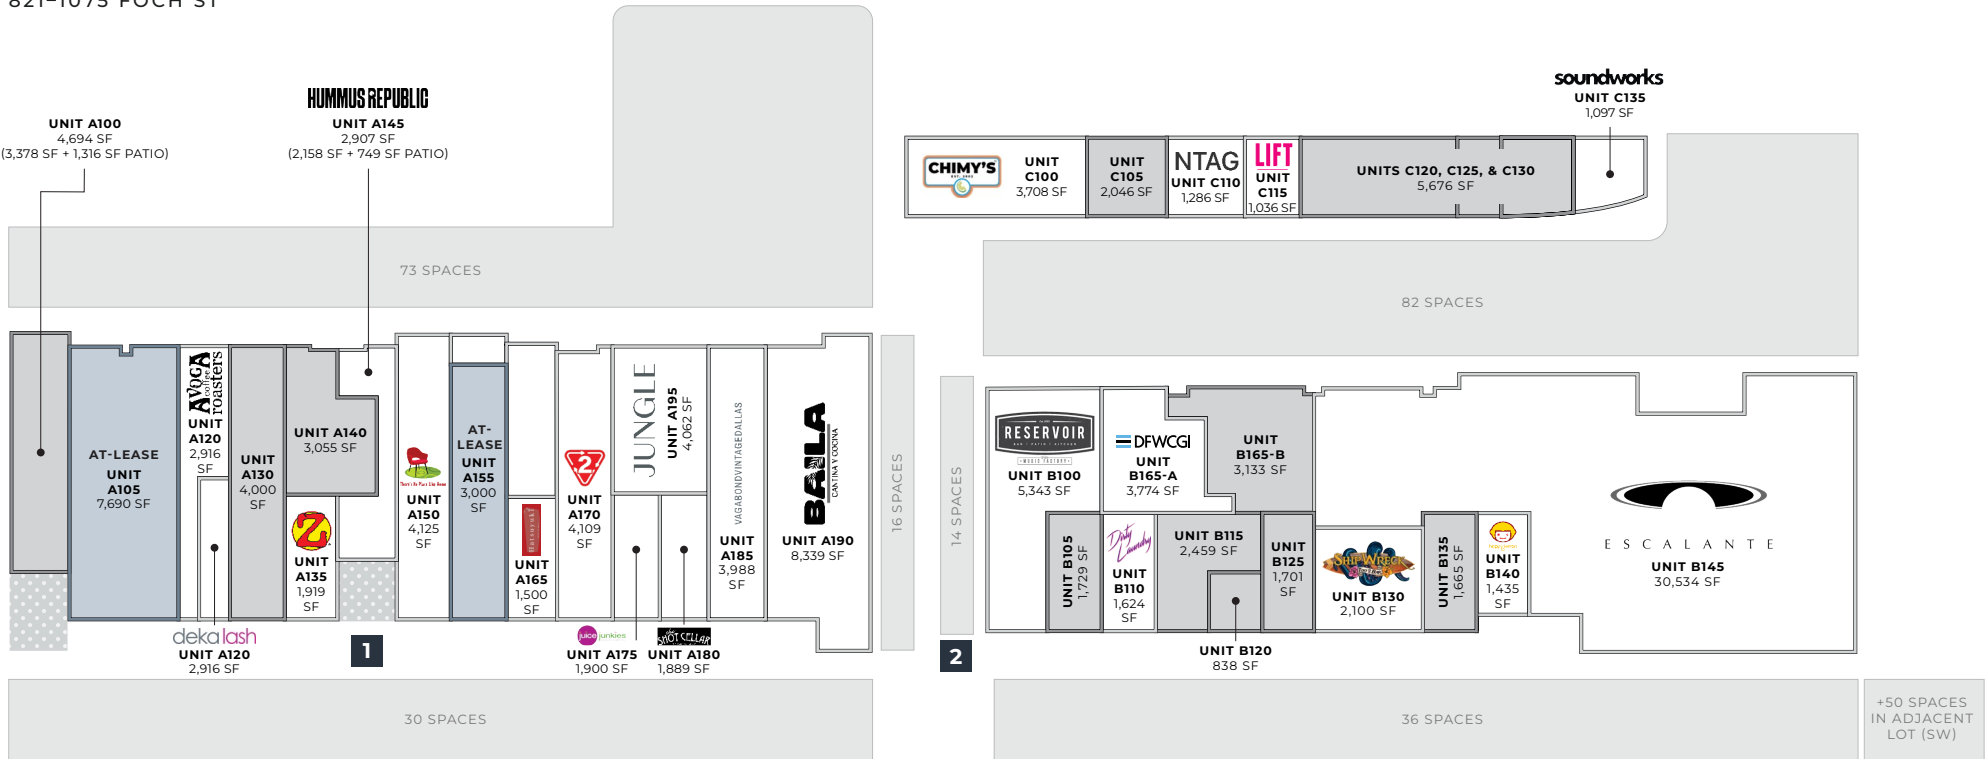 821–1075 FOCH ST
UNIT A100
4,694 SF
(3,378 SF + 1,316 SF PATIO)
HUMMUS REPUBLIC
UNIT A145
2,907 SF
(2,158 SF + 749 SF PATIO)
73 SPACES
AT-LEASE
UNIT
A105
7,690 SF
AVOCA
coffee
roasters
UNIT
A120
2,916
SF
deka lash
UNIT A120
2,916 SF
UNIT
A130
4,000
SF
UNIT A140
3,055 SF
Z
UNIT
A135
1,919
SF
1
There's No Place Like Home
UNIT
A150
4,125
SF
AT-
LEASE
UNIT
A155
3,000
SF
UNIT
A165
1,500
SF
2
UNIT
A170
4,109
SF
JUNGLE
UNIT A195
4,062 SF
juice junkies
UNIT A175
1,900 SF
SHOT CELLAR
UNIT A180
1,889 SF
VAGABONDVINTAGEDALLAS
UNIT
A185
3,988
SF
BAILA
CANTINA Y COCINA
UNIT A190
8,339 SF
16 SPACES
30 SPACES
CHIMY'S
UNIT
C100
3,708 SF
UNIT
C105
2,046 SF
NTAG
UNIT C110
1,286 SF
LIFT
UNIT
C115
1,036 SF
UNITS C120, C125, & C130
5,676 SF
soundworks
UNIT C135
1,097 SF
82 SPACES
14 SPACES
2
RESERVOIR
UNIT B100
5,343 SF
DFWCGI
UNIT
B165-A
3,774 SF
UNIT
B165-B
3,133 SF
UNIT B105
1,729 SF
Dirty
Laundry
UNIT
B110
1,624
SF
UNIT B115
2,459 SF
UNIT B120
838 SF
UNIT
B125
1,701
SF
SHIPWRECK
UNIT B130
2,100 SF
UNIT B135
1,665 SF
UNIT
B140
1,435
SF
ESCALANTE
UNIT B145
30,534 SF
36 SPACES
+50 SPACES
IN ADJACENT
LOT (SW)